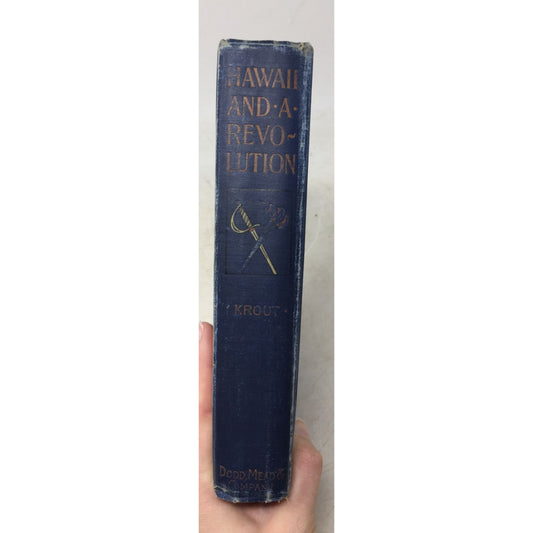 HAWAII
AND·A·
REVO~
LUTION
KROUT
DODD, MEAD &
COMPANY